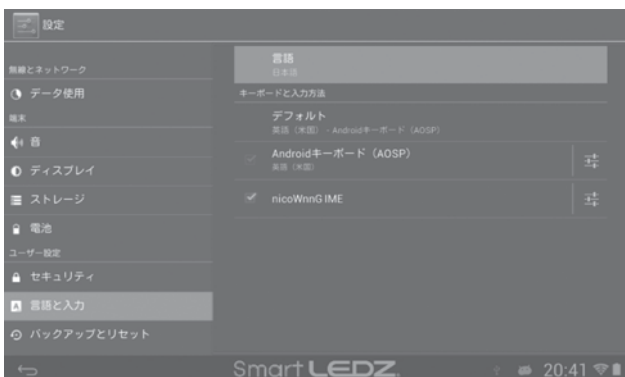 設定
無線とネットワーク
データ使用
端末
音
ディスプレイ
ストレージ
電池
ユーザー設定
セキュリティ
言語と入力
バックアップとリセット
言語
日本語
キーボードと入力方法
デフォルト
英語（米国） - Androidキーボード（AOSP）
Androidキーボード（AOSP）
英語（米国）
nicoWnnG IME
Smart LEDZ
20:41